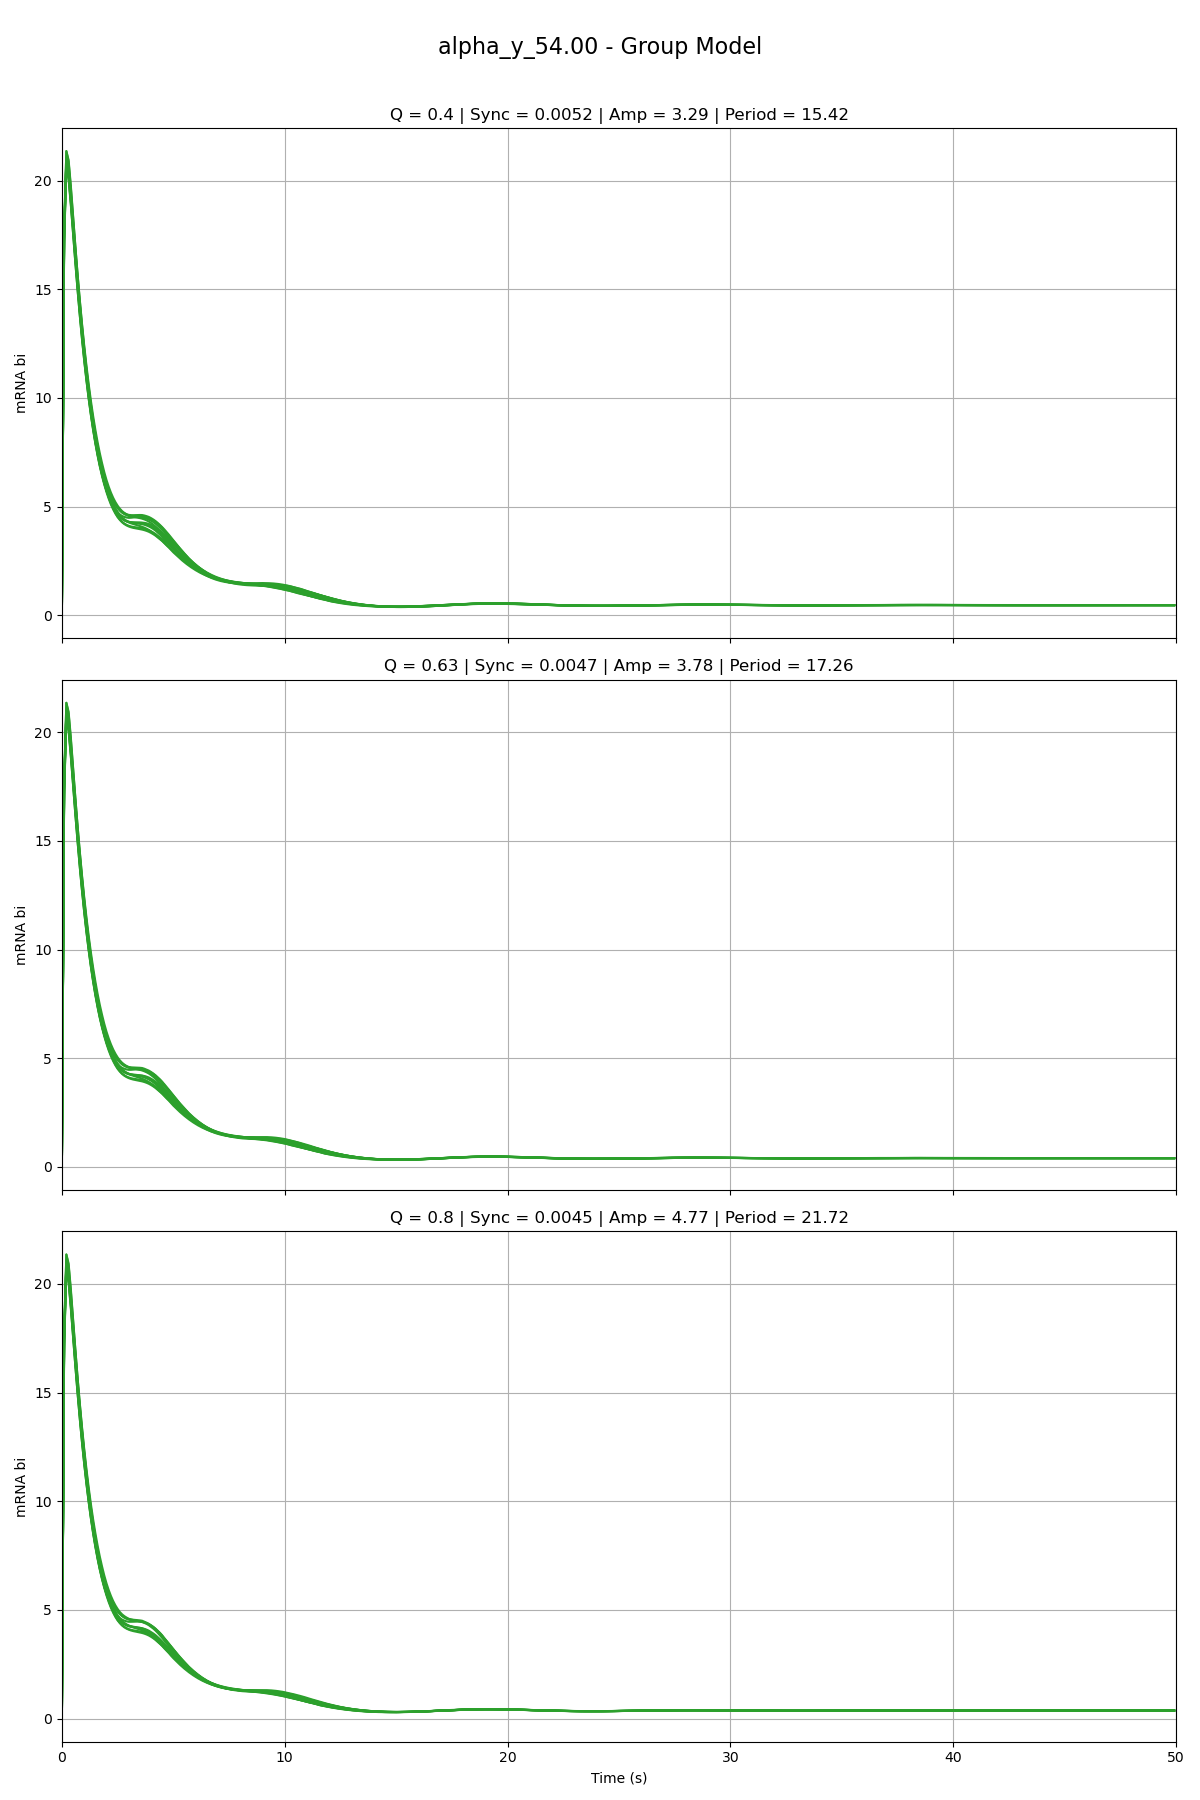 alpha_y_54.00 - Group Model
Q = 0.4 | Sync = 0.0052 | Amp = 3.29 | Period = 15.42
20
15
10
5
0
mRNA bi
Q = 0.63 | Sync = 0.0047 | Amp = 3.78 | Period = 17.26
20
15
10
5
0
mRNA bi
Q = 0.8 | Sync = 0.0045 | Amp = 4.77 | Period = 21.72
20
15
10
5
0
mRNA bi
0 10 20 30 40 50
Time (s)